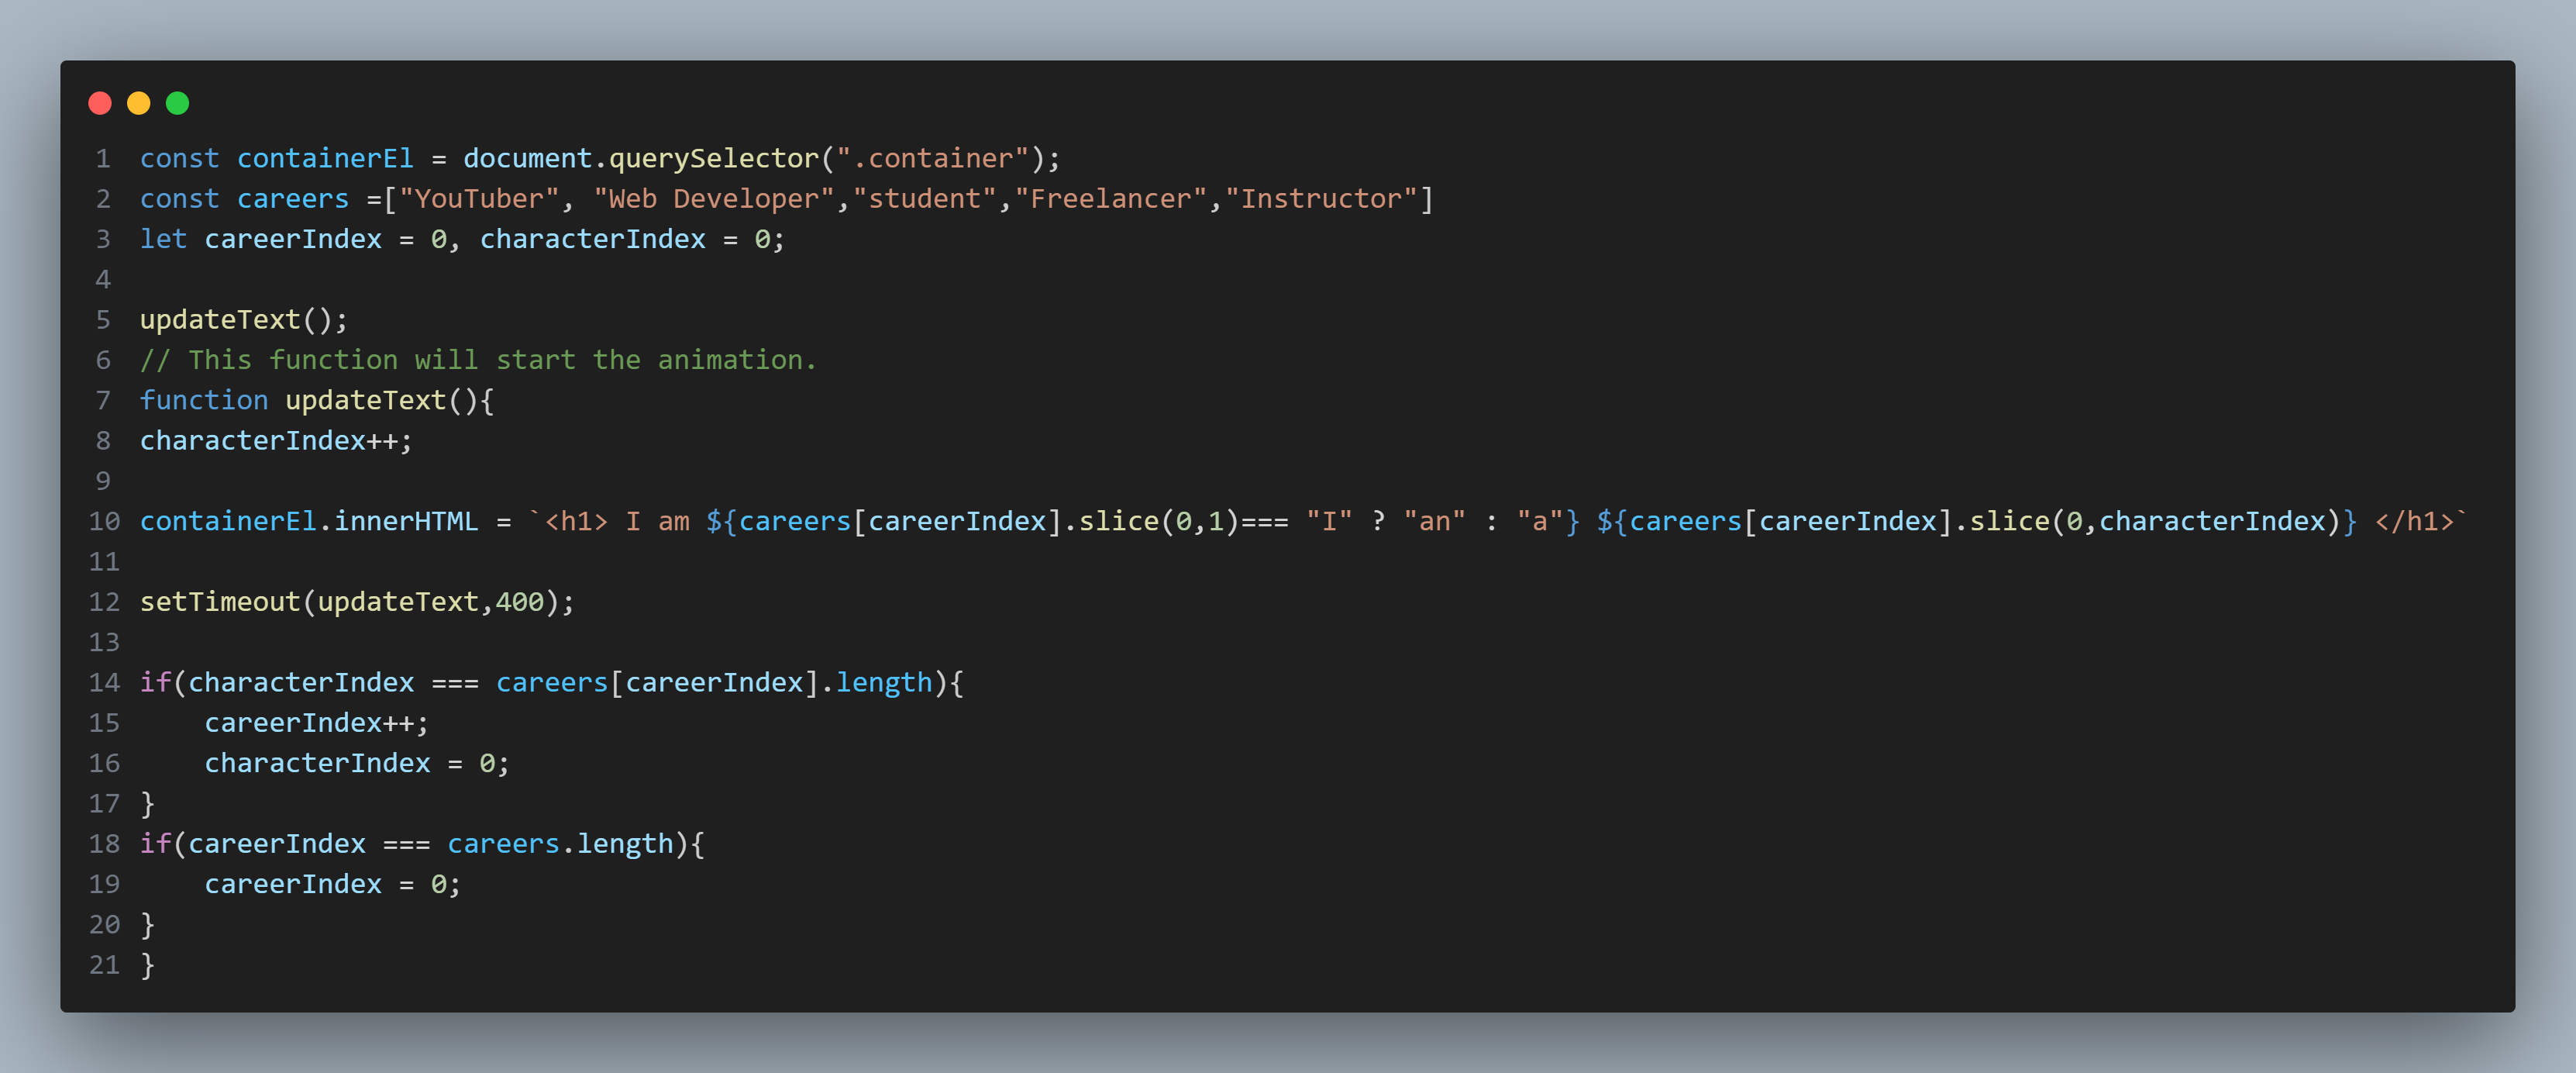 1 const containerEl = document.querySelector(".container");
2 const careers =["YouTuber", "Web Developer","student","Freelancer","Instructor"]
3 let careerIndex = 0, characterIndex = 0;
4
5 updateText();
6 // This function will start the animation.
7 function updateText(){
8 characterIndex++;
9
10 containerEl.innerHTML = `<h1> I am ${careers[careerIndex].slice(0,1)=== "I" ? "an" : "a"} ${careers[careerIndex].slice(0,characterIndex)} </h1>`
11
12 setTimeout(updateText,400);
13
14 if(characterIndex === careers[careerIndex].length){
15     careerIndex++;
16     characterIndex = 0;
17 }
18 if(careerIndex === careers.length){
19     careerIndex = 0;
20 }
21 }